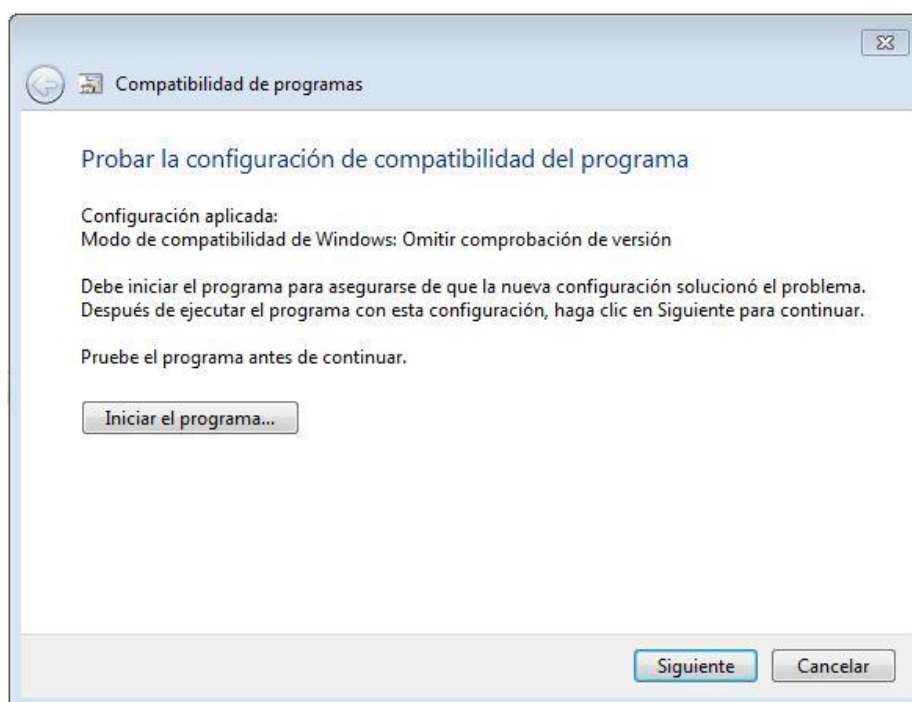 Compatibilidad de programas
Probar la configuración de compatibilidad del programa
Configuración aplicada:
Modo de compatibilidad de Windows: Omitir comprobación de versión
Debe iniciar el programa para asegurarse de que la nueva configuración solucionó el problema.
Después de ejecutar el programa con esta configuración, haga clic en Siguiente para continuar.
Pruebe el programa antes de continuar.
Iniciar el programa...
Siguiente Cancelar